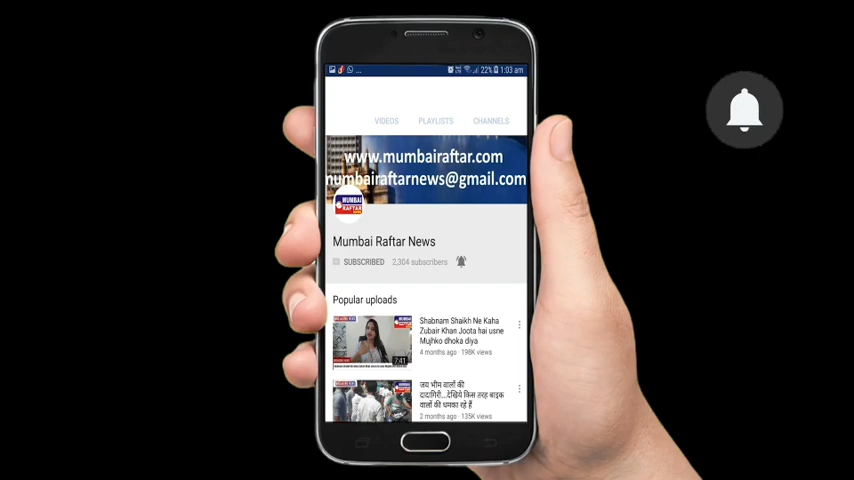 22% 1:03 am
VIDEOS PLAYLISTS CHANNELS
www.mumbairaftar.com
mumbairaftarnews@gmail.com
MUMBAI
RAFTAR
Mumbai Raftar News
SUBSCRIBED 2,304 subscribers
Popular uploads
Shabnam Shaikh Ne Kaha
Zubair Khan Joota hai usne
Mujhko dhoka diya
4 months ago · 198K views
7:41
जय भीम वालों की
दादागिरी...देखिये किस तरह बाइक
वालों की धमका रहे हैं
2 months ago · 135K views